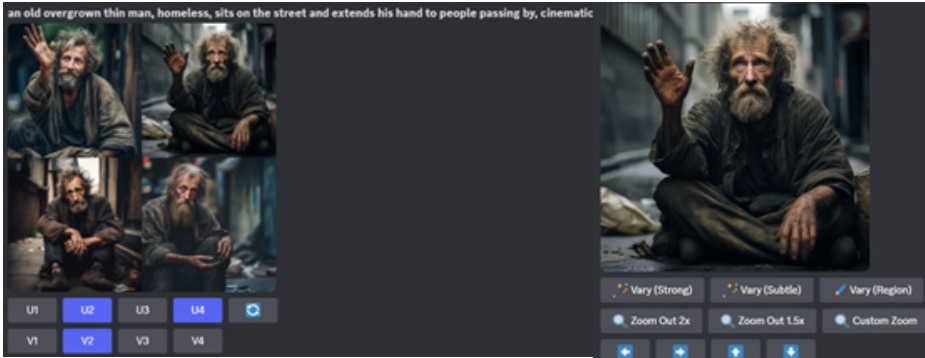 an old overgrown thin man, homeless, sits on the street and extends his hand to people passing by, cinematic
U1 U2 U3 U4
V1 V2 V3 V4
Vary (Strong) Vary (Subtle) Vary (Region)
Zoom Out 2x Zoom Out 1.5x Custom Zoom